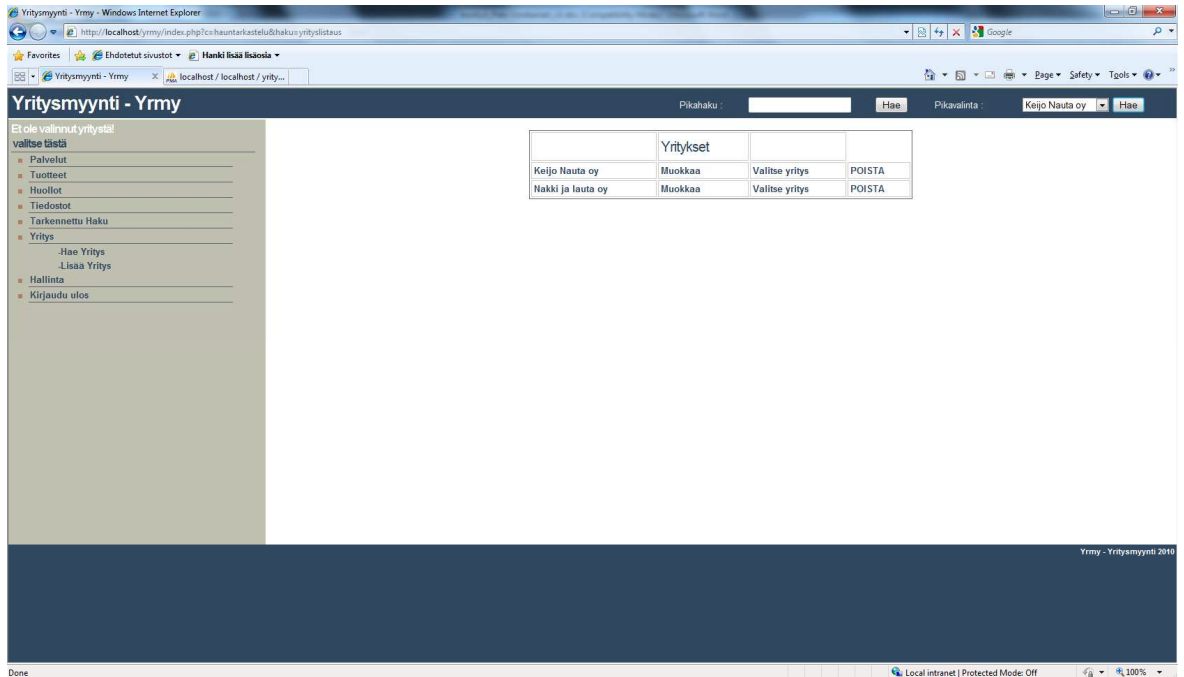 Yritysmyynti - Yrmy - Windows Internet Explorer
http://localhost/yrmy/index.php?c=hauntarkastelu&haku=yrityslistaus
Google
Favorites Ehdotetut sivustot Hanki lisää lisäosia
Yritysmyynti - Yrmy localhost / localhost / yrity...
Page Safety Tools
Yritysmyynti - Yrmy
Pikahaku : Hae Pikavalinta : Keijo Nauta oy Hae
Et ole valinnut yritystä!
valitse tästä
Palvelut
Tuotteet
Huollot
Tiedostot
Tarkennettu Haku
Yritys
-Hae Yritys
-Lisää Yritys
Hallinta
Kirjaudu ulos
Yritykset
Keijo Nauta oy Muokkaa Valitse yritys POISTA
Nakki ja lauta oy Muokkaa Valitse yritys POISTA
Yrmy - Yritysmyynti 2010
Done
Local intranet | Protected Mode: Off
100%